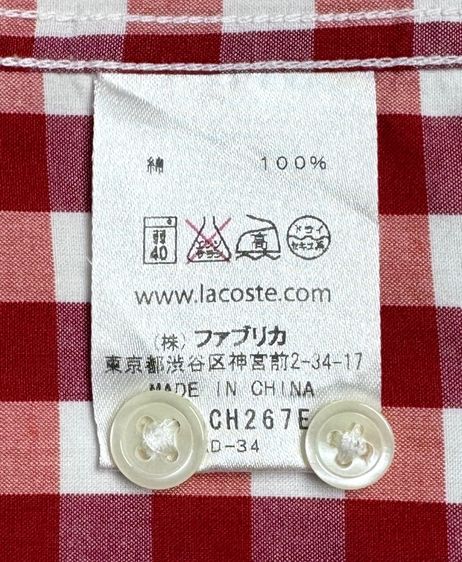 綿 100%
弱 40 エンソ サラシ 高 ドライ セキユ系
www.lacoste.com
(株) ファブリカ
東京都渋谷区神宮前2-34-17
MADE IN CHINA
CH267E
D-34